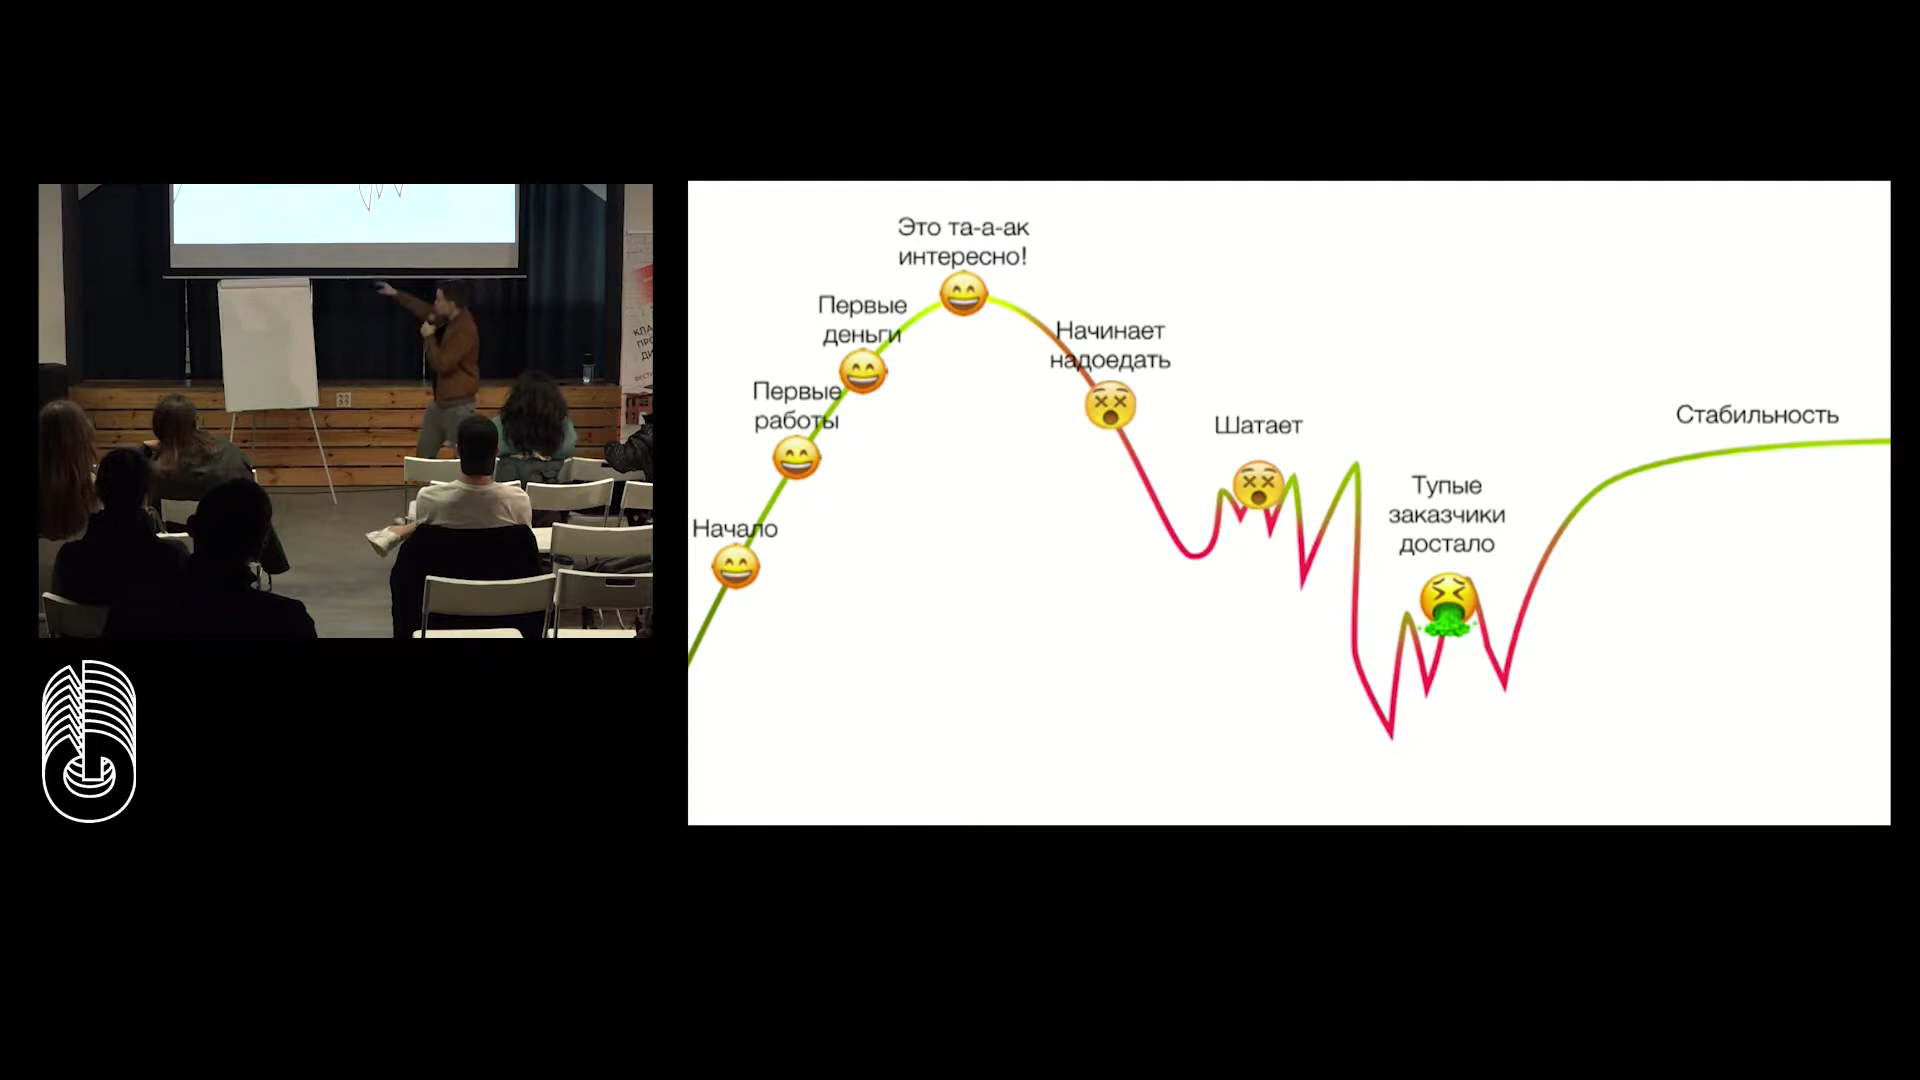 Это та-а-ак
интересно!
Первые
деньги
Начинает
надоедать
Первые
работы
Стабильность
Шатает
Тупые
заказчики
достало
Начало